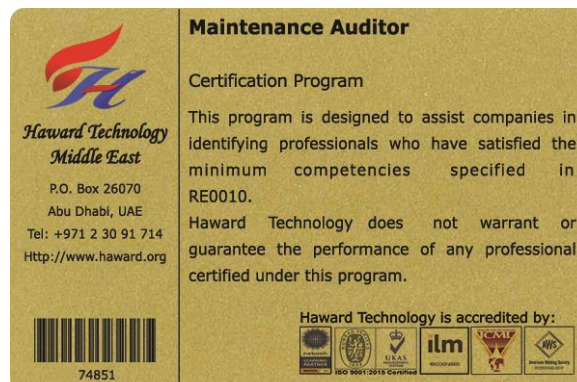 Haward Technology
Middle East
P.O. Box 26070
Abu Dhabi, UAE
Tel: +971 2 30 91 714
Http://www.haward.org
74851
Maintenance Auditor
Certification Program
This program is designed to assist companies in
identifying professionals who have satisfied the
minimum competencies specified in
RE0010.
Haward Technology does not warrant or
guarantee the performance of any professional
certified under this program.
Haward Technology is accredited by:
ISO 9001:2015 Certified
UKAS
ilm
RECOGNISED
AWS